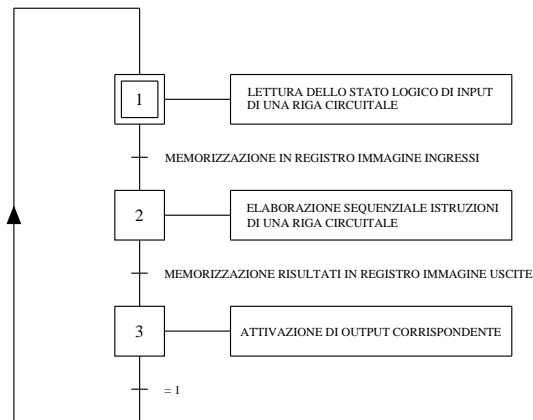 1
LETTURA DELLO STATO LOGICO DI INPUT
DI UNA RIGA CIRCUITALE
MEMORIZZAZIONE IN REGISTRO IMMAGINE INGRESSI
2
ELABORAZIONE SEQUENZIALE ISTRUZIONI
DI UNA RIGA CIRCUITALE
MEMORIZZAZIONE RISULTATI IN REGISTRO IMMAGINE USCITE
3
ATTIVAZIONE DI OUTPUT CORRISPONDENTE
= 1